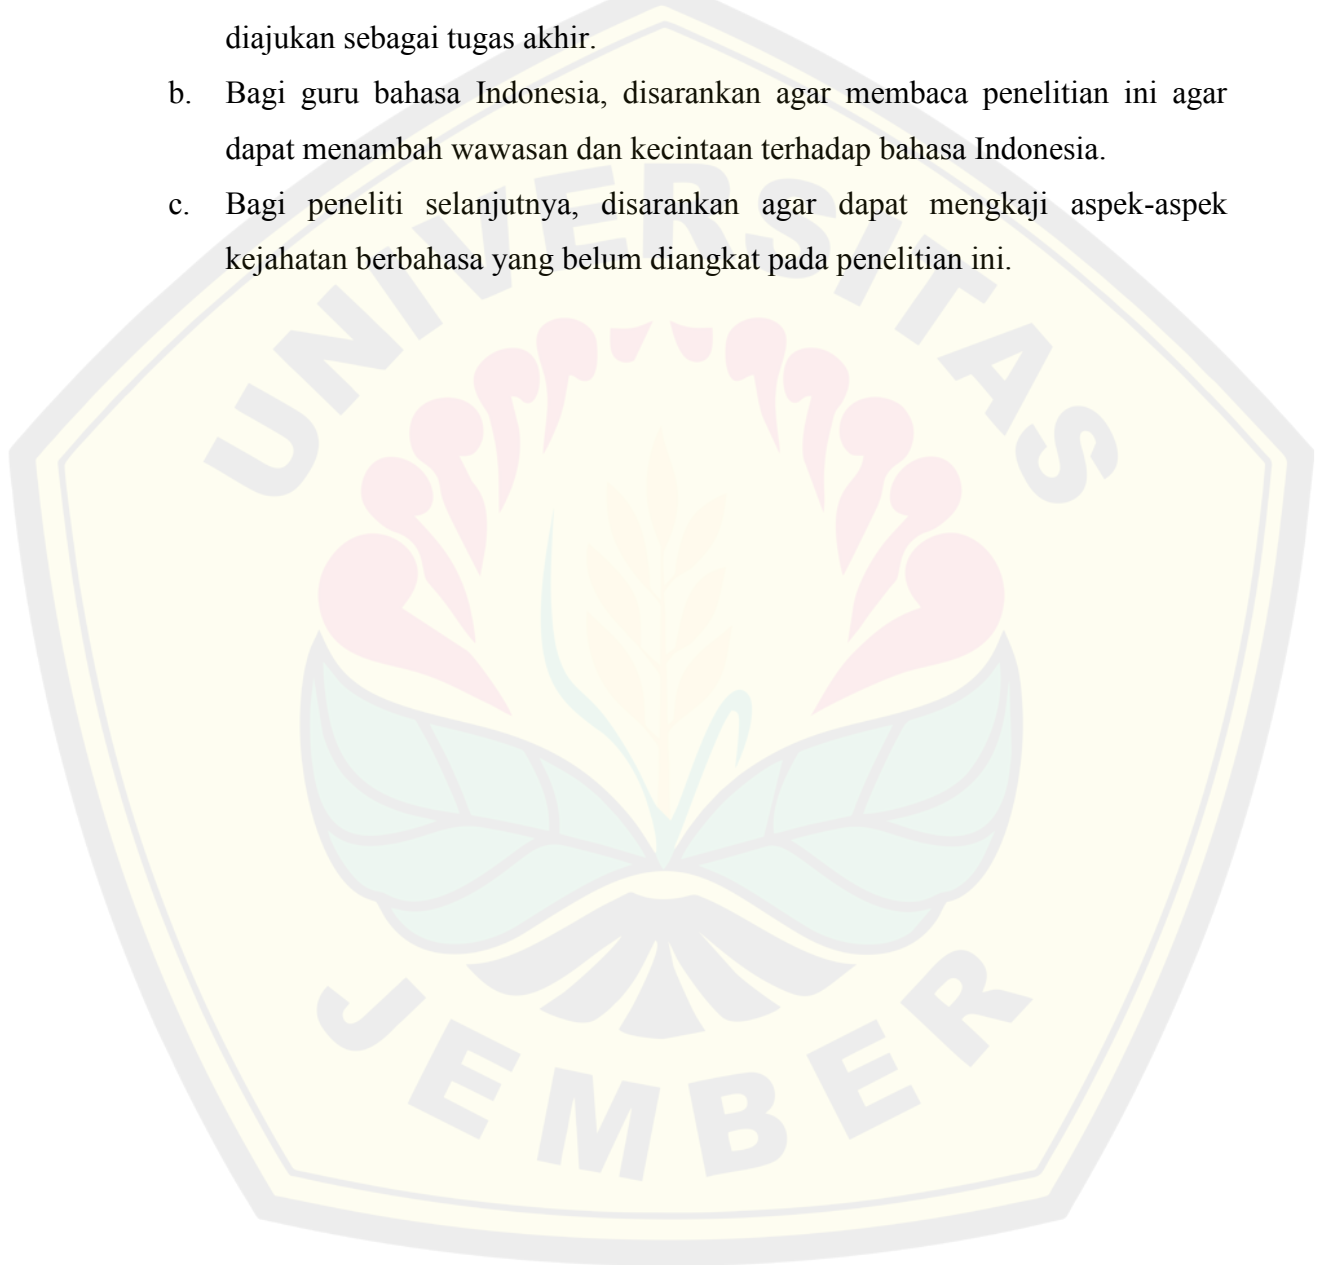 diajukan sebagai tugas akhir.
b. Bagi guru bahasa Indonesia, disarankan agar membaca penelitian ini agar
dapat menambah wawasan dan kecintaan terhadap bahasa Indonesia.
c. Bagi peneliti selanjutnya, disarankan agar dapat mengkaji aspek-aspek
kejahatan berbahasa yang belum diangkat pada penelitian ini.
UNIVERSITAS
JEMBER